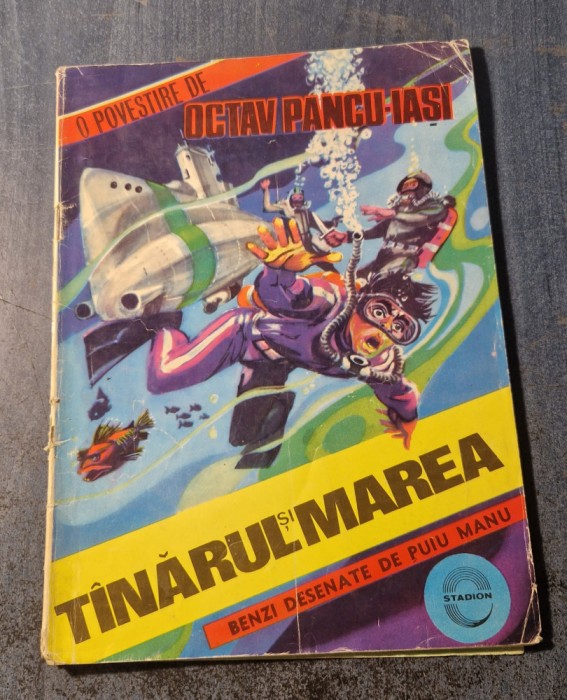 O POVESTIRE DE
OCTAV PANCU-IAȘI
TÎNĂRUL ȘI MAREA
BENZI DESENATE DE PUIU MANU
STADION